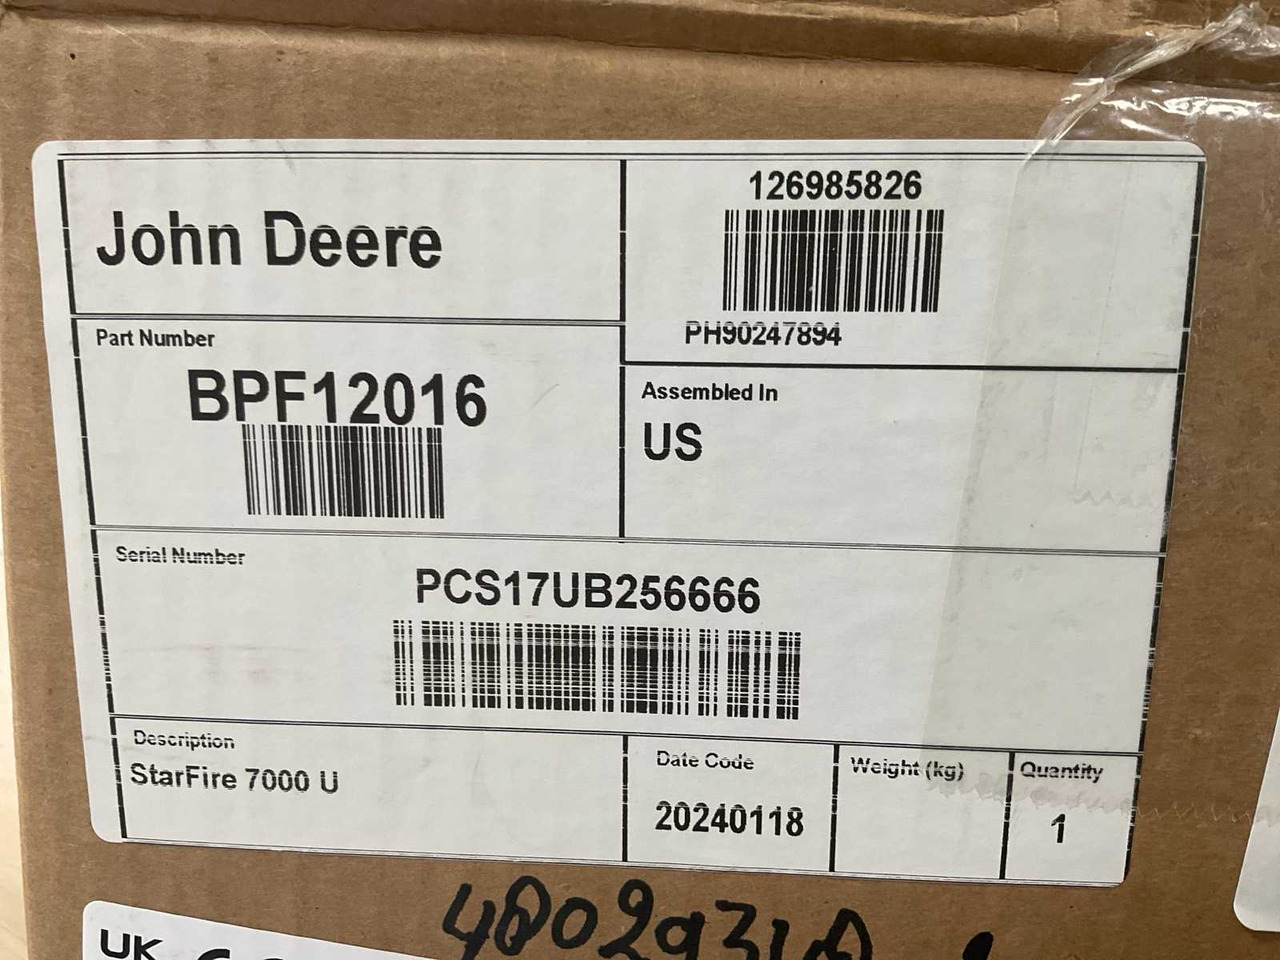 John Deere
126985826
PH90247894
Part Number
BPF12016
Assembled In
US
Serial Number
PCS17UB256666
Description
StarFire 7000 U
Date Code
20240118
Weight (kg)
Quantity
1
UK